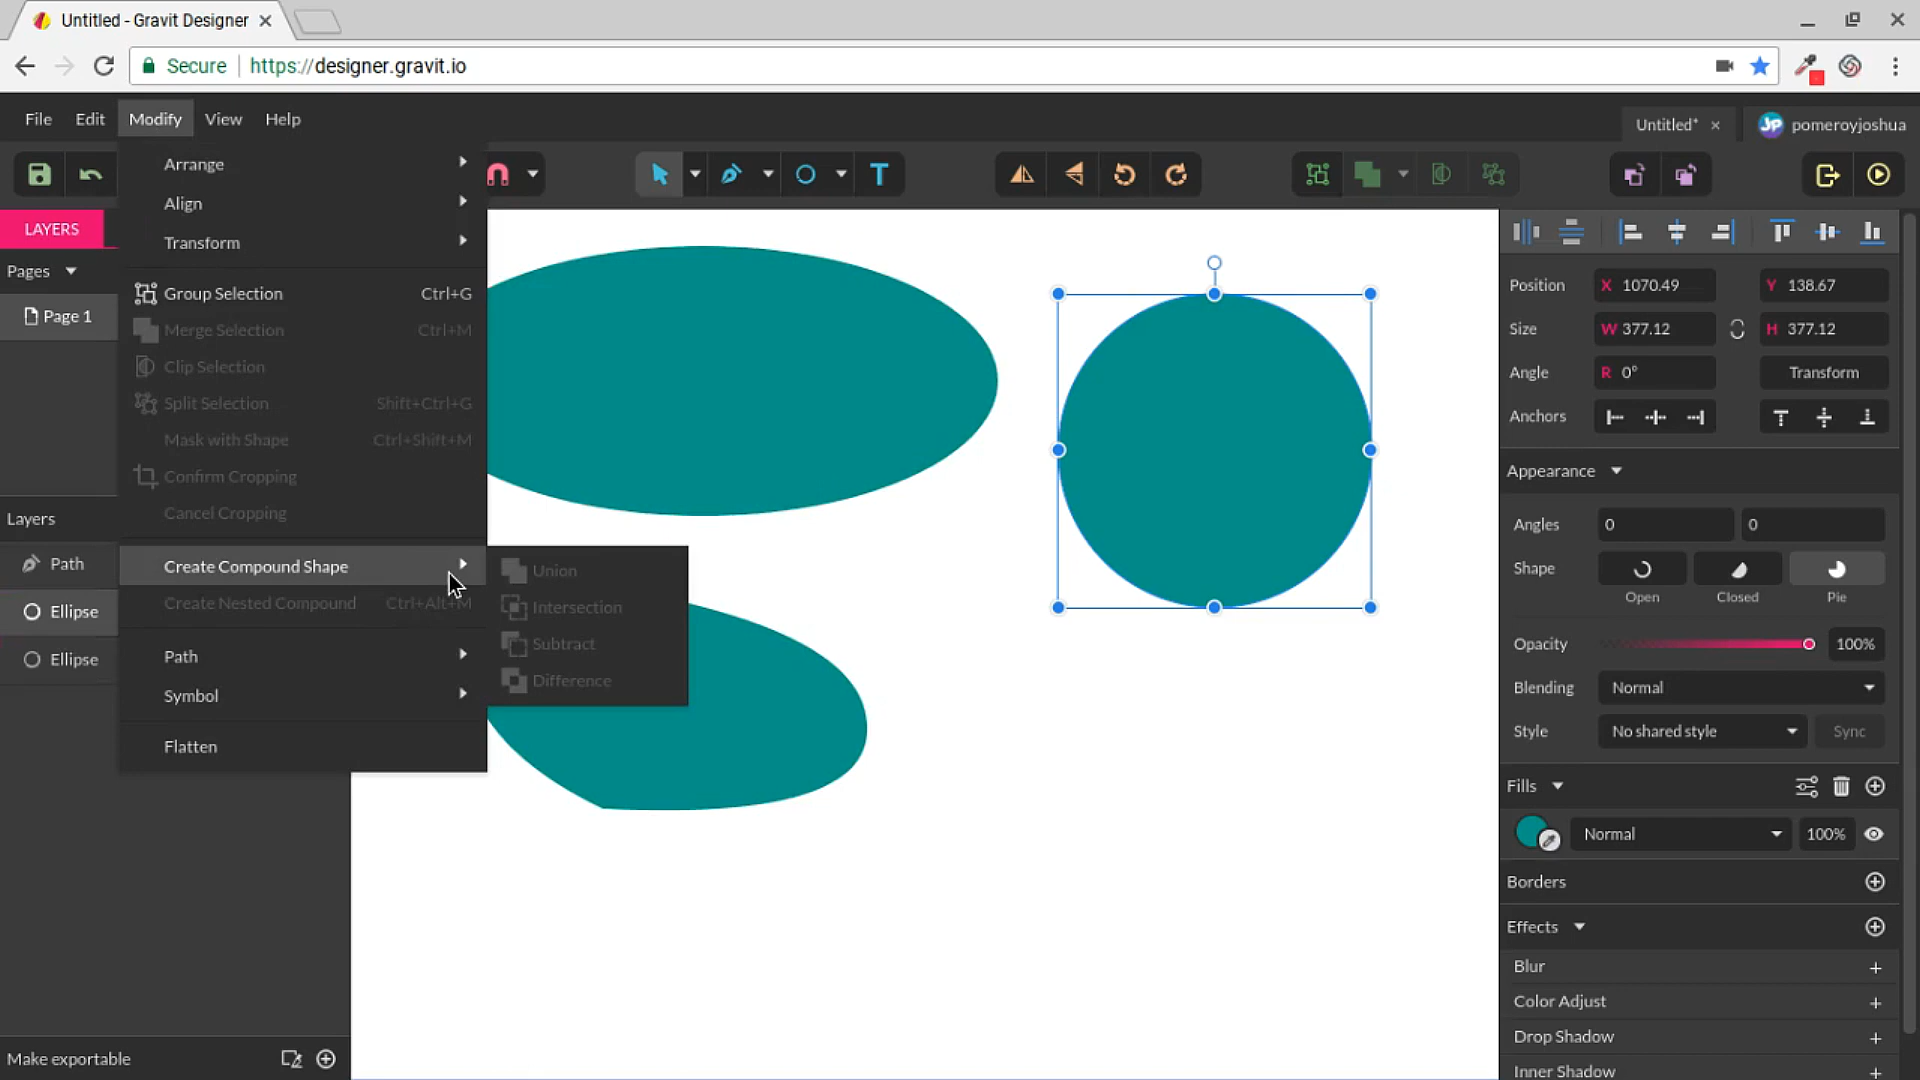 Untitled - Gravit Designer
Secure https://designer.gravit.io
File Edit Modify View Help
Untitled* pomeroyjoshua
LAYERS
Pages
Page 1
Layers
Path
Ellipse
Ellipse
Make exportable
Arrange
Align
Transform
Group Selection Ctrl+G
Merge Selection Ctrl+M
Clip Selection
Split Selection Shift+Ctrl+G
Mask with Shape Ctrl+Shift+M
Confirm Cropping
Cancel Cropping
Create Compound Shape
Create Nested Compound Ctrl+Alt+M
Path
Symbol
Flatten
Union
Intersection
Subtract
Difference
Position X 1070.49 Y 138.67
Size W 377.12 H 377.12
Angle R 0° Transform
Anchors
Appearance
Angles 0 0
Shape Open Closed Pie
Opacity 100%
Blending Normal
Style No shared style Sync
Fills
Normal 100%
Borders
Effects
Blur
Color Adjust
Drop Shadow
Inner Shadow